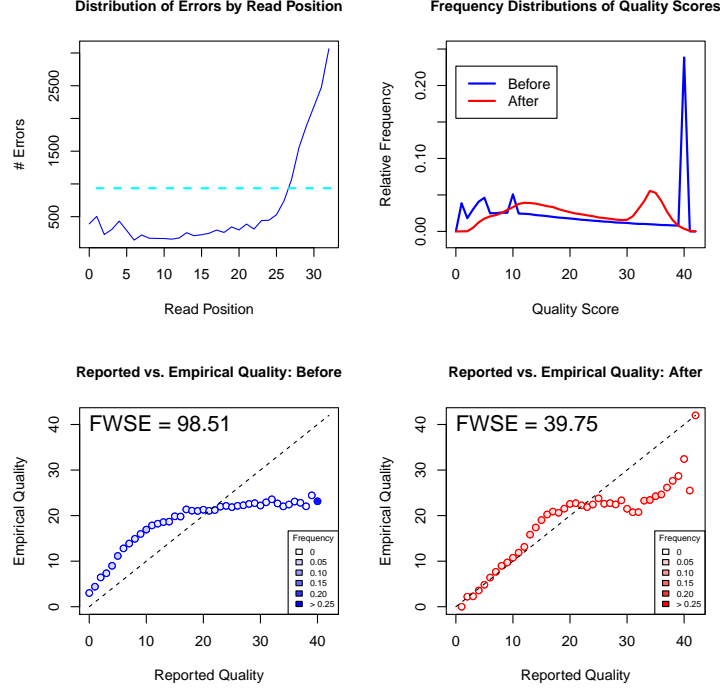 Distribution of Errors by Read Position
# Errors
2500
1500
500
0 5 10 15 20 25 30
Read Position
Frequency Distributions of Quality Scores
Relative Frequency
0.20
0.10
0.00
Before
After
0 10 20 30 40
Quality Score
Reported vs. Empirical Quality: Before
FWSE = 98.51
Empirical Quality
40
30
20
10
0
Frequency
0
0.05
0.10
0.15
0.20
> 0.25
0 10 20 30 40
Reported Quality
Reported vs. Empirical Quality: After
FWSE = 39.75
Empirical Quality
40
30
20
10
0
Frequency
0
0.05
0.10
0.15
0.20
> 0.25
0 10 20 30 40
Reported Quality